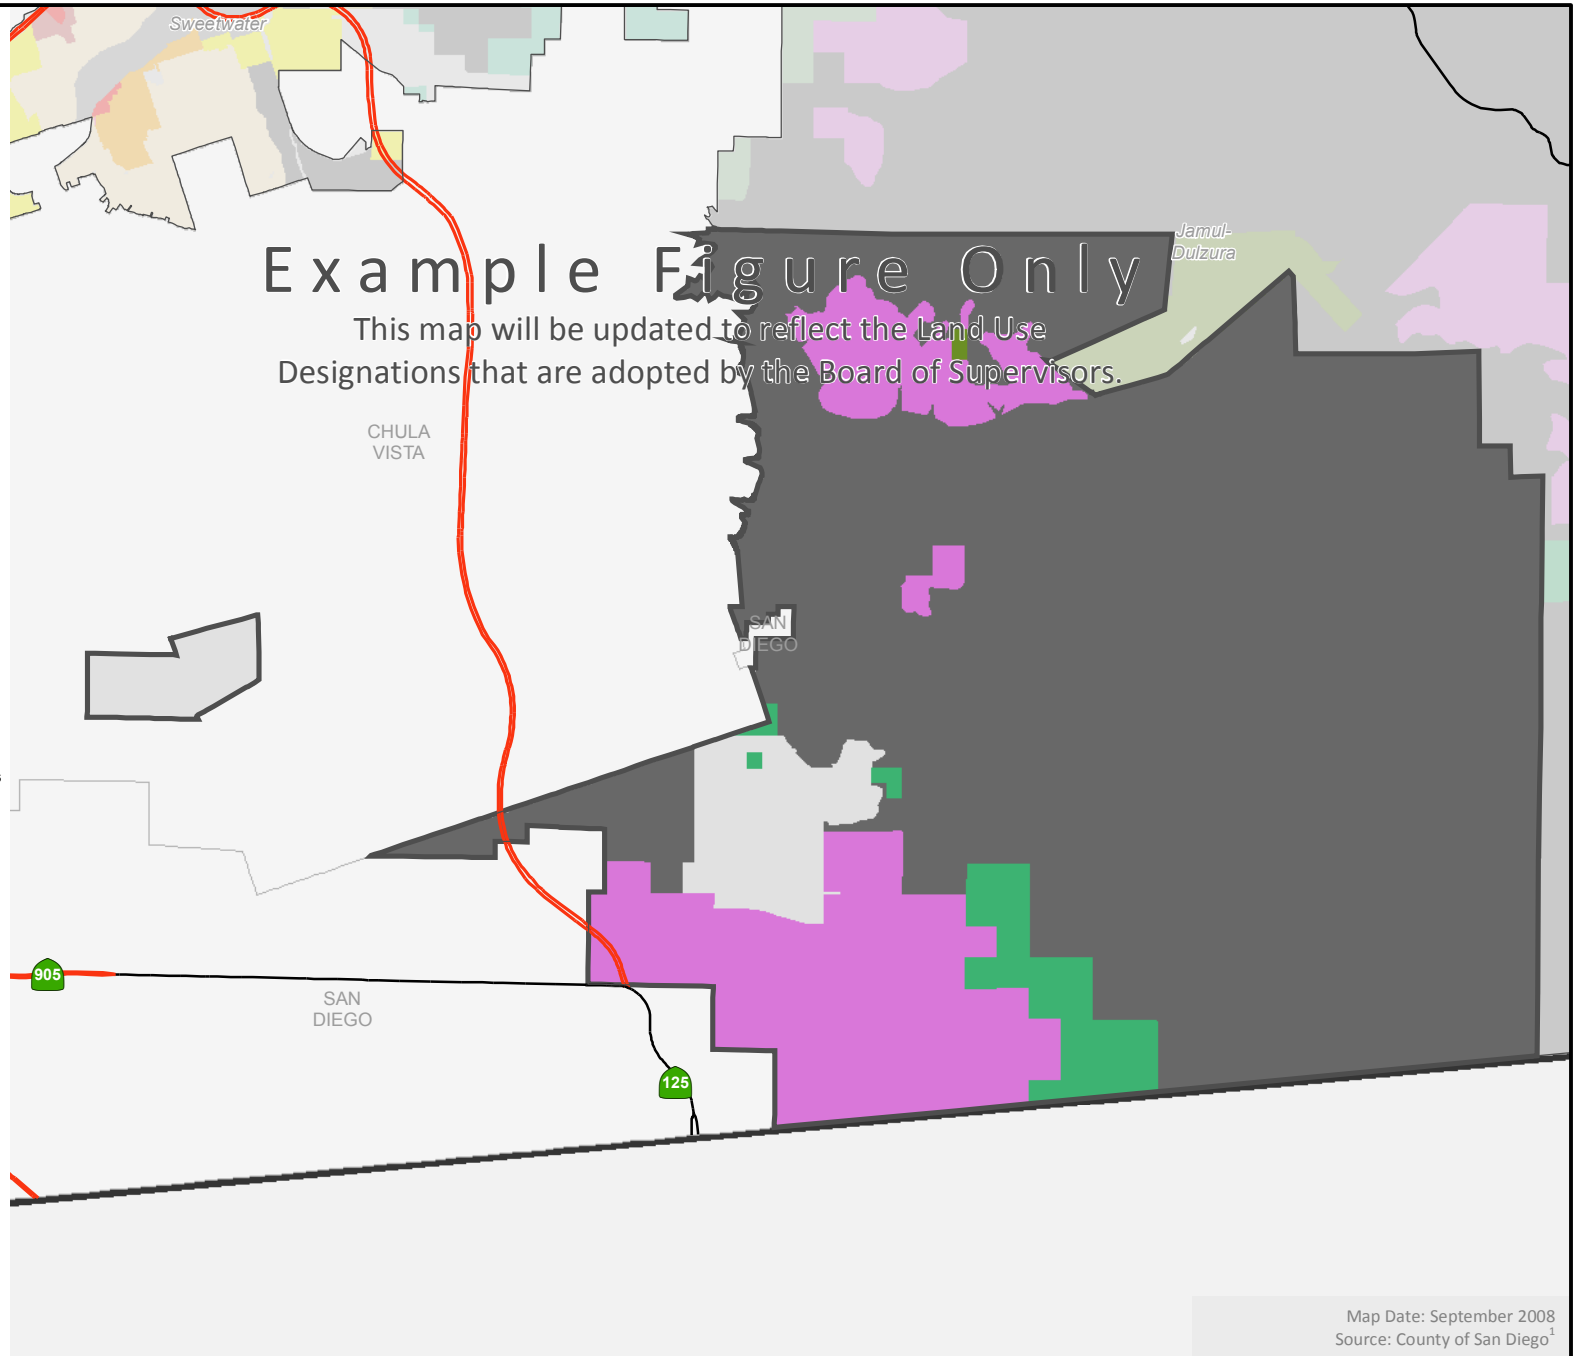 Sweetwater
Jamul-
Dulzura
Example Figure Only
This map will be updated to reflect the Land Use
Designations that are adopted by the Board of Supervisors.
CHULA
VISTA
SAN
DIEGO
905
SAN
DIEGO
125
Map Date: September 2008
Source: County of San Diego1